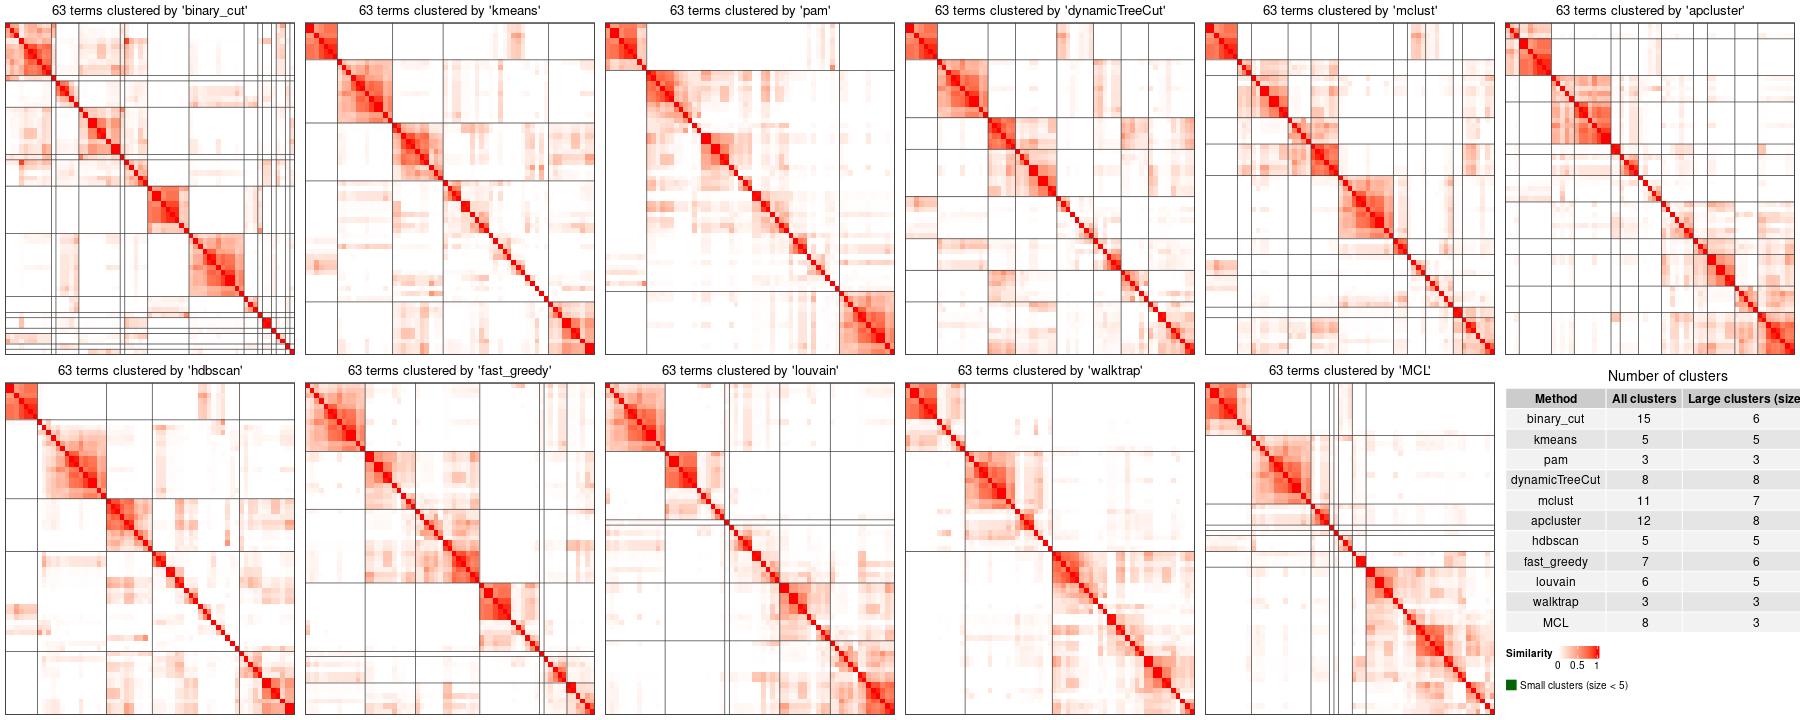 63 terms clustered by 'binary_cut'
63 terms clustered by 'kmeans'
63 terms clustered by 'pam'
63 terms clustered by 'dynamicTreeCut'
63 terms clustered by 'mclust'
63 terms clustered by 'apcluster'
63 terms clustered by 'hdbscan'
63 terms clustered by 'fast_greedy'
63 terms clustered by 'louvain'
63 terms clustered by 'walktrap'
63 terms clustered by 'MCL'
Number of clusters
Method All clusters Large clusters (size
binary_cut 15 6
kmeans 5 5
pam 3 3
dynamicTreeCut 8 8
mclust 11 7
apcluster 12 8
hdbscan 5 5
fast_greedy 7 6
louvain 6 5
walktrap 3 3
MCL 8 3
Similarity
0 0.5 1
Small clusters (size < 5)